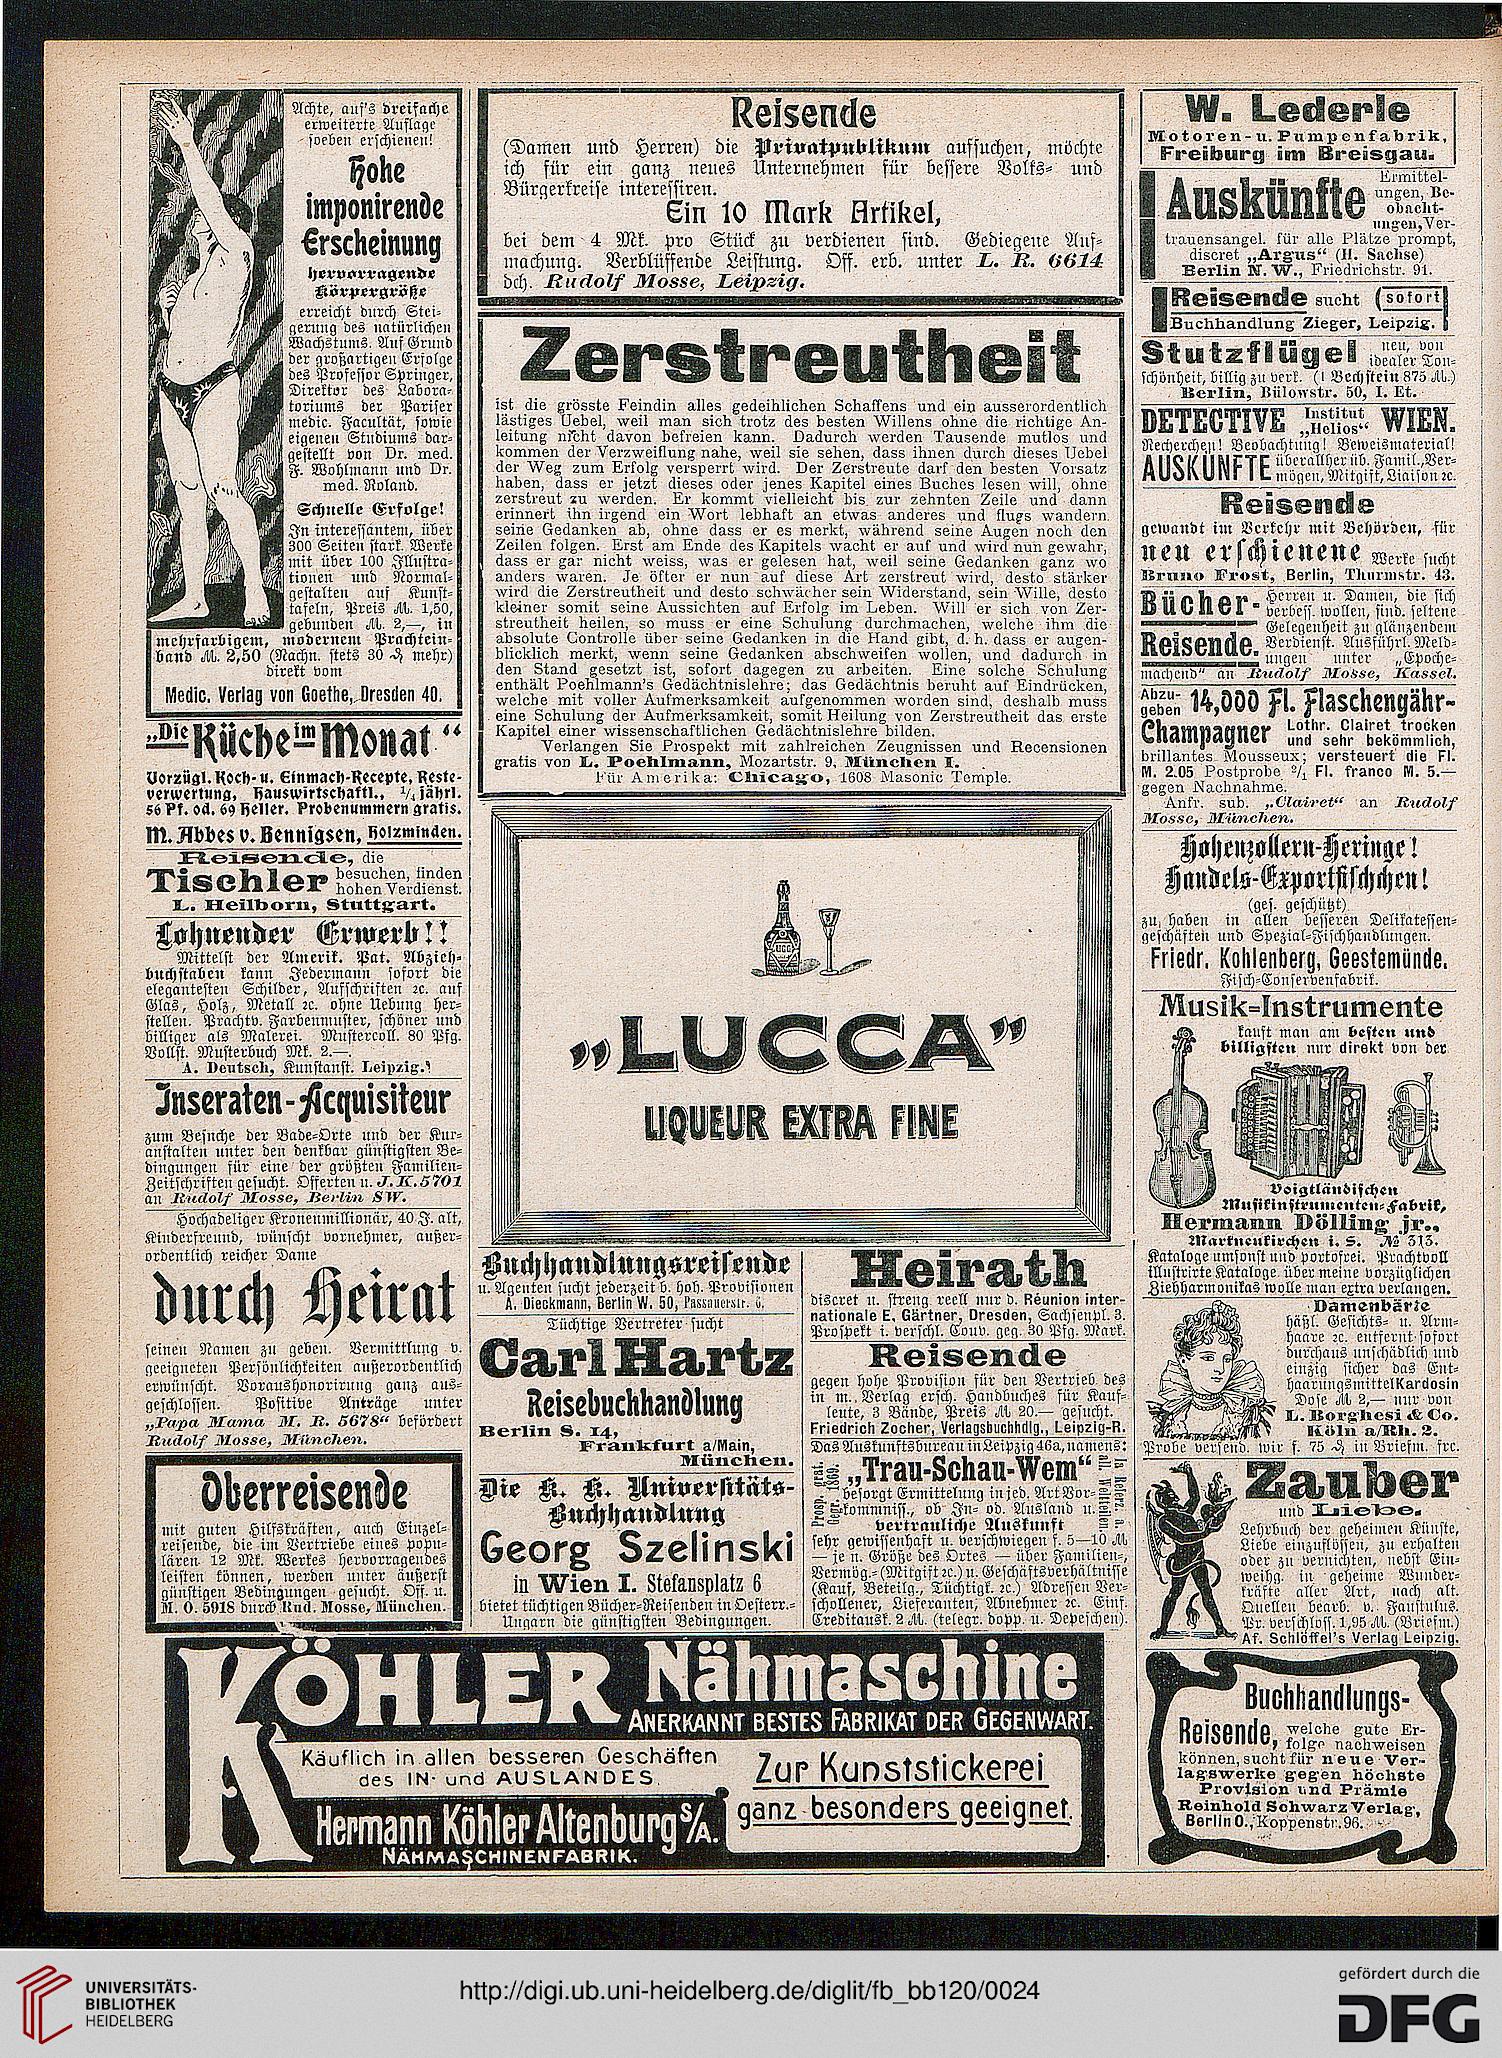 Achte, auf's dreifache
erweiterte Auflage
soeben erschienen!
Hohe
imponirende
Erscheinung
hervorragende
Körpergröße
erreicht durch Stei-
gerung des natürlichen
Wachstums. Auf Grund
der großartigen Erfolge
des Professor Springer,
Direktor des Labora-
toriums der Pariser
medic. Facultät, sowie
eigenen Studiums dar-
gestellt von Dr. med.
F. Wohlmann und Dr.
med. Roland.
Schnelle Erfolge!
In interessantem, über
300 Seiten stark. Werke
mit über 100 Illustra-
tionen und Normal-
gestalten auf Kunst-
tafeln, Preis M. 1,50,
gebunden M. 2,—, in
mehrfarbigem, modernem Prachtein-
band M. 2,50 (Nachn. stets 30 ₰ mehr)
direkt vom
Medic. Verlag von Goethe, Dresden 40.
„Die Küche im Monat“
Vorzügl. Koch- u. Einmach-Recepte, Reste-
verwertung, Hauswirtschaftl., 1/4 jährl.
56 Pf. od. 69 Heller. Probenummern gratis.
M. Abbes v. Bennigsen, Holzminden.
Reisende, die
Tischler besuchen, finden
hohen Verdienst.
L. Heilborn, Stuttgart.
Lohnender Erwerb!!
Mittelst der Amerik. Pat. Abzieh-
buchstaben kann Jedermann sofort die
elegantesten Schilder, Aufschriften ꝛc. auf
Glas, Holz, Metall ꝛc. ohne Uebung her-
stellen. Prachtv. Farbenmuster, schöner und
billiger als Malerei. Mustercoll. 80 Pfg.
Vollst. Musterbuch Mk. 2.—.
A. Deutsch, Kunstanst. Leipzig.
Inseraten-Acquisiteur
zum Besuche der Bade-Orte und der Kur-
anstalten unter den denkbar günstigsten Be-
dingungen für eine der größten Familien-
Zeitschriften gesucht. Offerten u. J. K. 5701
an Rudolf Mosse, Berlin SW.
Hochadeliger Kronenmillionär, 40 J. alt,
Kinderfreund, wünscht vornehmer, außer-
ordentlich reicher Dame
durch Heirat
seinen Namen zu geben. Vermittlung v.
geeigneten Persönlichkeiten außerordentlich
erwünscht. Voraushonorirung ganz aus-
geschlossen. Positive Anträge unter
„Papa Mama M. R. 5678“ befördert
Rudolf Mosse, München.
Oberreisende
mit guten Hilfskräften, auch Einzel-
reisende, die im Vertriebe eines popu-
lären 12 Mk. Werkes hervorragendes
leisten können, werden unter äußerst
günstigen Bedingungen gesucht. Off. u.
M. O. 5918 durch Rud. Mosse, München.
Reisende
(Damen und Herren) die Privatpublikum aufsuchen, möchte
ich für ein ganz neues Unternehmen für bessere Volks- und
Bürgerkreise interessiren.
Ein 10 Mark Artikel,
bei dem 4 Mk. pro Stück zu verdienen sind. Gediegene Auf-
machung. Verblüffende Leistung. Off. erb. unter L. R. 6614
dch. Rudolf Mosse, Leipzig.
Zerstreutheit
ist die grösste Feindin alles gedeihlichen Schaffens und ein ausserordentlich
lästiges Uebel, weil man sich trotz des besten Willens ohne die richtige An-
leitung nicht davon befreien kann. Dadurch werden Tausende mutlos und
kommen der Verzweiflung nahe, weil sie sehen, dass ihnen durch dieses Uebel
der Weg zum Erfolg versperrt wird. Der Zerstreute darf den besten Vorsatz
haben, dass er jetzt dieses oder jenes Kapitel eines Buches lesen will, ohne
zerstreut zu werden. Er kommt vielleicht bis zur zehnten Zeile und dann
erinnert ihn irgend ein Wort lebhaft an etwas anderes und flugs wandern
seine Gedanken ab, ohne dass er es merkt, während seine Augen noch den
Zeilen folgen. Erst am Ende des Kapitels wacht er auf und wird nun gewahr,
dass er gar nicht weiss, was er gelesen hat, weil seine Gedanken ganz wo
anders waren. Je öfter er nun auf diese Art zerstreut wird, desto stärker
wird die Zerstreutheit und desto schwächer sein Widerstand, sein Wille, desto
kleiner somit seine Aussichten auf Erfolg im Leben. Will er sich von Zer-
streutheit heilen, so muss er eine Schulung durchmachen, welche ihm die
absolute Controlle über seine Gedanken in die Hand gibt, d. h. dass er augen-
blicklich merkt, wenn seine Gedanken abschweifen wollen, und dadurch in
den Stand gesetzt ist, sofort dagegen zu arbeiten. Eine solche Schulung
enthält Poehlmann's Gedächtnislehre; das Gedächtnis beruht auf Eindrücken,
welche mit voller Aufmerksamkeit aufgenommen worden sind, deshalb muss
eine Schulung der Aufmerksamkeit, somit Heilung von Zerstreutheit das erste
Kapitel einer wissenschaftlichen Gedächtnislehre bilden.
Verlangen Sie Prospekt mit zahlreichen Zeugnissen und Recensionen
gratis von L. Poehlmann, Mozartstr. 9, München I.
Für Amerika: Chicago, 1608 Masonic Temple.
LUCCA
„LUCCA”
LIQUEUR EXTRA FINE
Buchhandlungsreisende
u. Agenten sucht jederzeit b. hoh. Provisionen
A. Dieckmann, Berlin W. 50, Passauerstr. 6.
Tüchtige Vertreter sucht
Carl Hartz
Reisebuchhandlung
Berlin S. 14,
Frankfurt a/Main,
München.
Die K. K. Universitäts-
Buchhandlung
Georg Szelinski
in Wien I. Stefansplatz 6
bietet tüchtigen Bücher-Reisenden in Oesterr.-
Ungarn die günstigsten Bedingungen.
Heirath
discret u. streng reell nur d. Réunion inter-
nationale E. Gärtner, Dresden, Sachsenpl. 3.
Prospekt i. verschl. Couv. geg. 30 Pfg. Mark.
Reisende
gegen hohe Provision für den Vertrieb des
in m. Verlag ersch. Handbuches für Kauf-
leute, 3 Bände, Preis M 20.— gesucht.
Friedrich Zocher, Verlagsbuchhdlg., Leipzig-R.
Das Auskunftsbureau in Leipzig 46a, namens:
Prosp. grat.
Gegr. 1869.
„Trau-Schau-Wem“
besorgt Ermittelung in jed. Art Vor-
kommniss., ob In- od. Ausland u.
vertrauliche Auskunft
Ia Referz. a.
all. Weltteilen
sehr gewissenhaft u. verschwiegen f. 5—10 M
— je n. Größe des Ortes — über Familien-,
Vermög.- (Mitgift ꝛc.) u. Geschäftsverhältnisse
(Kauf, Beteilg., Tüchtigk. ꝛc.) Adressen Ver-
schollener, Lieferanten, Abnehmer ꝛc. Einf.
Creditausk. 2 M. (telegr. dopp. u. Depeschen).
KÖHLER Nähmaschine
ANERKANNT BESTES FABRIKAT DER GEGENWART.
Käuflich in allen besseren Geschäften
des IN- und AUSLANDES.
Hermann Köhler Altenburg S/A.
NÄHMASCHINENFABRIK.
Zur Kunststickerei
ganz besonders geeignet.
W. Lederle
Motoren- u. Pumpenfabrik,
Freiburg im Breisgau.
Auskünfte Ermittel-
ungen, Be-
obacht-
ungen, Ver-
trauensangel. für alle Plätze prompt,
discret „Argus“ (H. Sachse)
Berlin N. W., Friedrichstr. 91.
Reisende sucht (sofort
Buchhandlung Zieger, Leipzig.
Stutzflügel neu, von
idealer Ton-
schönheit, billig zu verk. (1 Bechstein 875 M.)
Berlin, Bülowstr. 50, I. Et.
DETECTIVE Institut „Helios“ WIEN.
Recherchen! Beobachtung! Beweismaterial!
AUSKÜNFTE überallher üb. Famil., Ver-
mögen, Mitgift, Liaison ꝛc.
Reisende
gewandt im Verkehr mit Behörden, für
neu erschienene Werke sucht
Bruno Frost, Berlin, Thurmstr. 43.
Bücher-Reisende. Herren u. Damen, die sich
verbess. wollen, find. seltene
Gelegenheit zu glänzendem
Verdienst. Ausführl. Meld-
ungen unter „Epoche-
machend“ an Rudolf Mosse, Kassel.
Abzu-
geben 14,000 Fl. Flaschengähr-
Champagner Lothr. Clairet trocken
und sehr bekömmlich,
brillantes Mousseux; versteuert die Fl.
M. 2.05 Postprobe 2/1 Fl. franco M. 5.—
gegen Nachnahme.
Anfr. sub. „Clairet“ an Rudolf
Mosse, München.
Hohenzollern-Heringe!
Handels-Exportfischchen!
(ges. geschützt)
zu haben in allen besseren Delikatessen-
geschäften und Spezial-Fischhandlungen.
Friedr. Kohlenberg, Geestemünde.
Fisch-Conservenfabrik.
Musik-Instrumente
kauft man am besten und
billigsten nur direkt von der
Voigtländischen
Musikinstrumenten-Fabrik,
Hermann Dölling jr.,
Markneukirchen i. S. № 313.
Kataloge umsonst und portofrei. Prachtvoll
illustrirte Kataloge über meine vorzüglichen
Ziehharmonikas wolle man extra verlangen.
Damenbärte
häßl. Gesichts- u. Arm-
haare ꝛc. entfernt sofort
durchaus unschädlich und
einzig sicher das Ent-
haarungsmittel Kardosin
Dose M 2,— nur von
L. Borghesi & Co.
Köln a/Rh. 2.
Probe versend. wir f. 75 ₰ in Briefm. frc.
Zauber
und Liebe.
Lehrbuch der geheimen Künste,
Liebe einzuflössen, zu erhalten
oder zu vernichten, nebst Ein-
weihg. in geheime Wunder-
kräfte aller Art, nach alt.
Quellen bearb. v. Faustulus.
Pr. verschloss. 1,95 M. (Briefm.)
Af. Schlöffel's Verlag Leipzig.
Buchhandlungs-
Reisende, welche gute Er-
folge nachweisen
können, sucht für neue Ver-
lagswerke gegen höchste
Provision und Prämie
Reinhold Schwarz Verlag,
Berlin O., Koppenstr. 96.
UNIVERSITÄTS-
BIBLIOTHEK
HEIDELBERG
http://digi.ub.uni-heidelberg.de/diglit/fb_bb120/0024
gefördert durch die
DFG